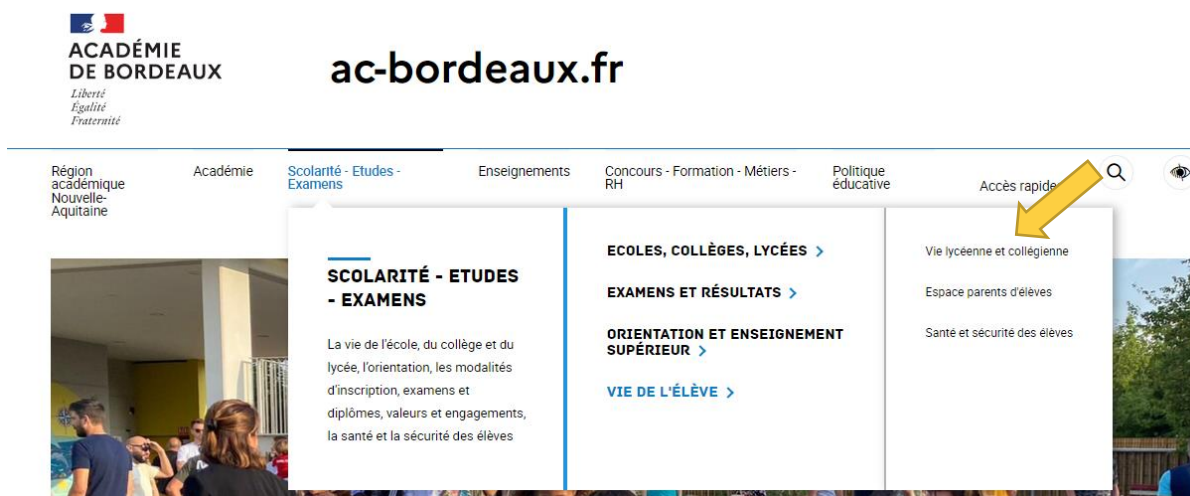 ACADÉMIE
DE BORDEAUX
Liberté
Égalité
Fraternité
ac-bordeaux.fr
Région
académique
Nouvelle-
Aquitaine
Académie
Scolarité - Etudes -
Examens
Enseignements
Concours - Formation - Métiers -
RH
Politique
éducative
Accès rapide
SCOLARITÉ - ETUDES
- EXAMENS
La vie de l'école, du collège et du
lycée, l'orientation, les modalités
d'inscription, examens et
diplômes, valeurs et engagements,
la santé et la sécurité des élèves
ECOLES, COLLÈGES, LYCÉES >
EXAMENS ET RÉSULTATS >
ORIENTATION ET ENSEIGNEMENT
SUPÉRIEUR >
VIE DE L'ÉLÈVE >
Vie lycéenne et collégienne
Espace parents d'élèves
Santé et sécurité des élèves